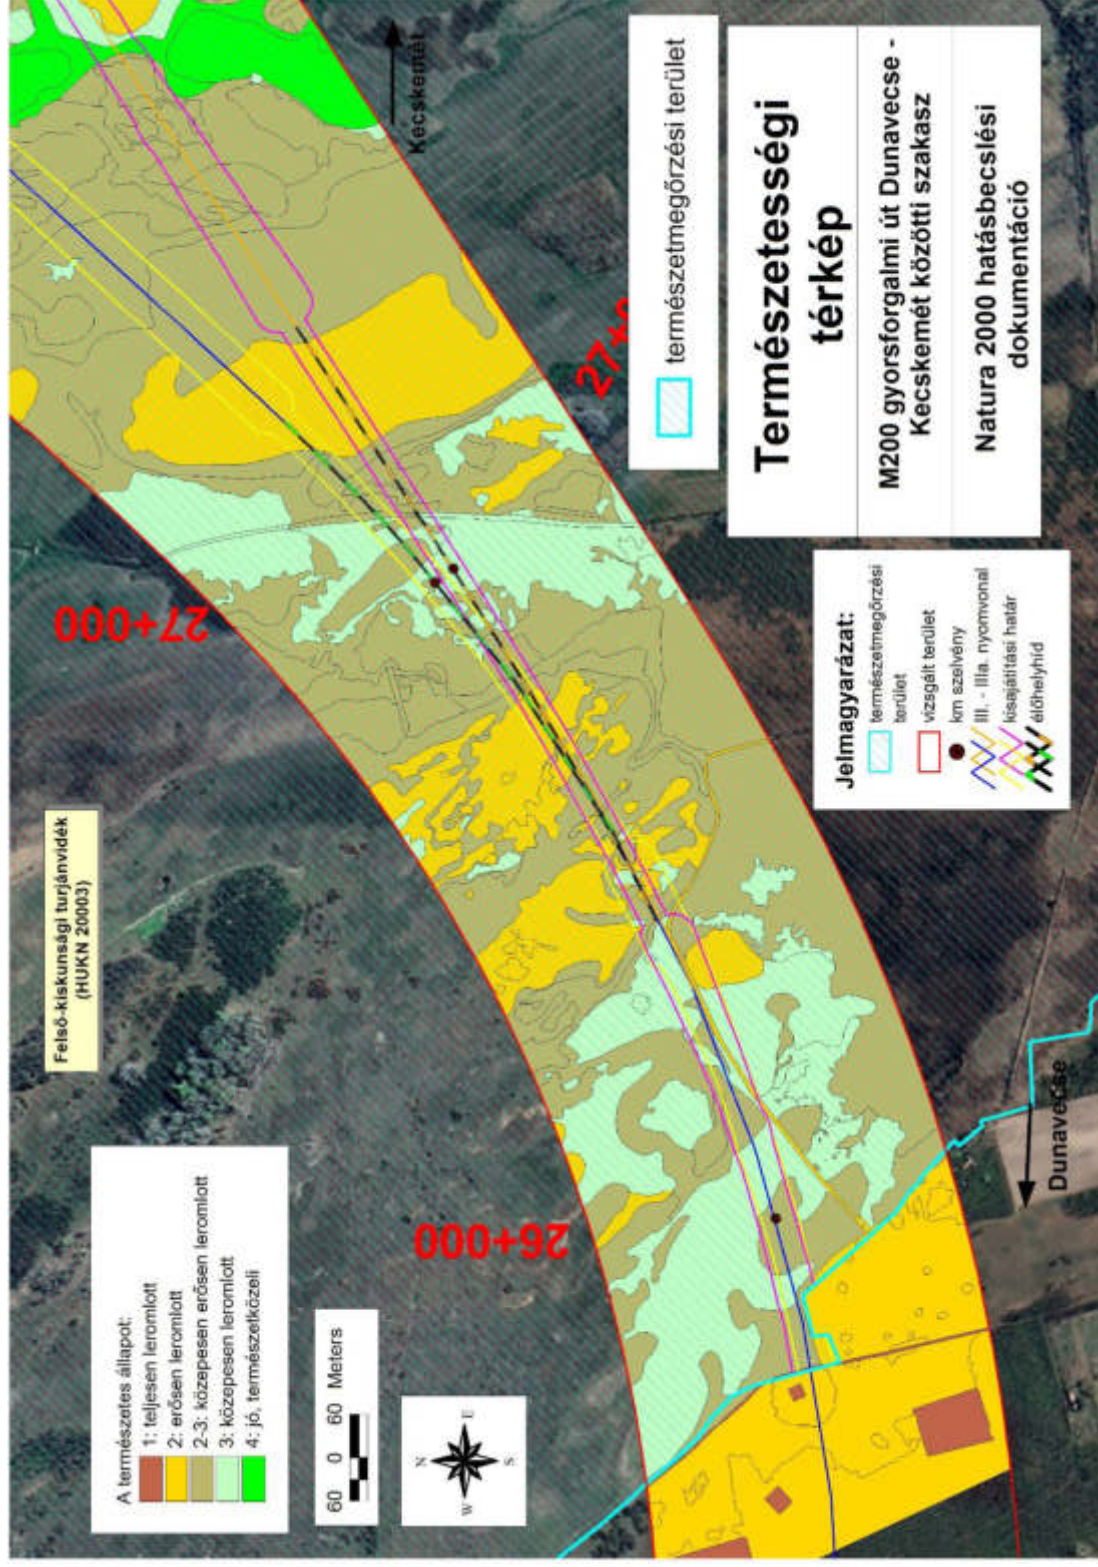 Felső-kiskunsági turjánvidék
(HUKN 20003)
A természetes állapot:
1: teljesen leromlott
2: erősen leromlott
2-3: közepesen erősen leromlott
3: közepesen leromlott
4: jó, természetközeli
60 0 60 Meters
N
W E
S
26+000
27+000
Kecskemét
Dunavecse
természetmegőrzési terület
Természetességi
térkép
M200 gyorsforgalmi út Dunavecse -
Kecskemét közötti szakasz
Natura 2000 hatásbecslési
dokumentáció
Jelmagyarázat:
természetmegőrzési
terület
vizsgált terület
km szelvény
III. - IIIa. nyomvonal
kisajátítási határ
élőhelyhíd